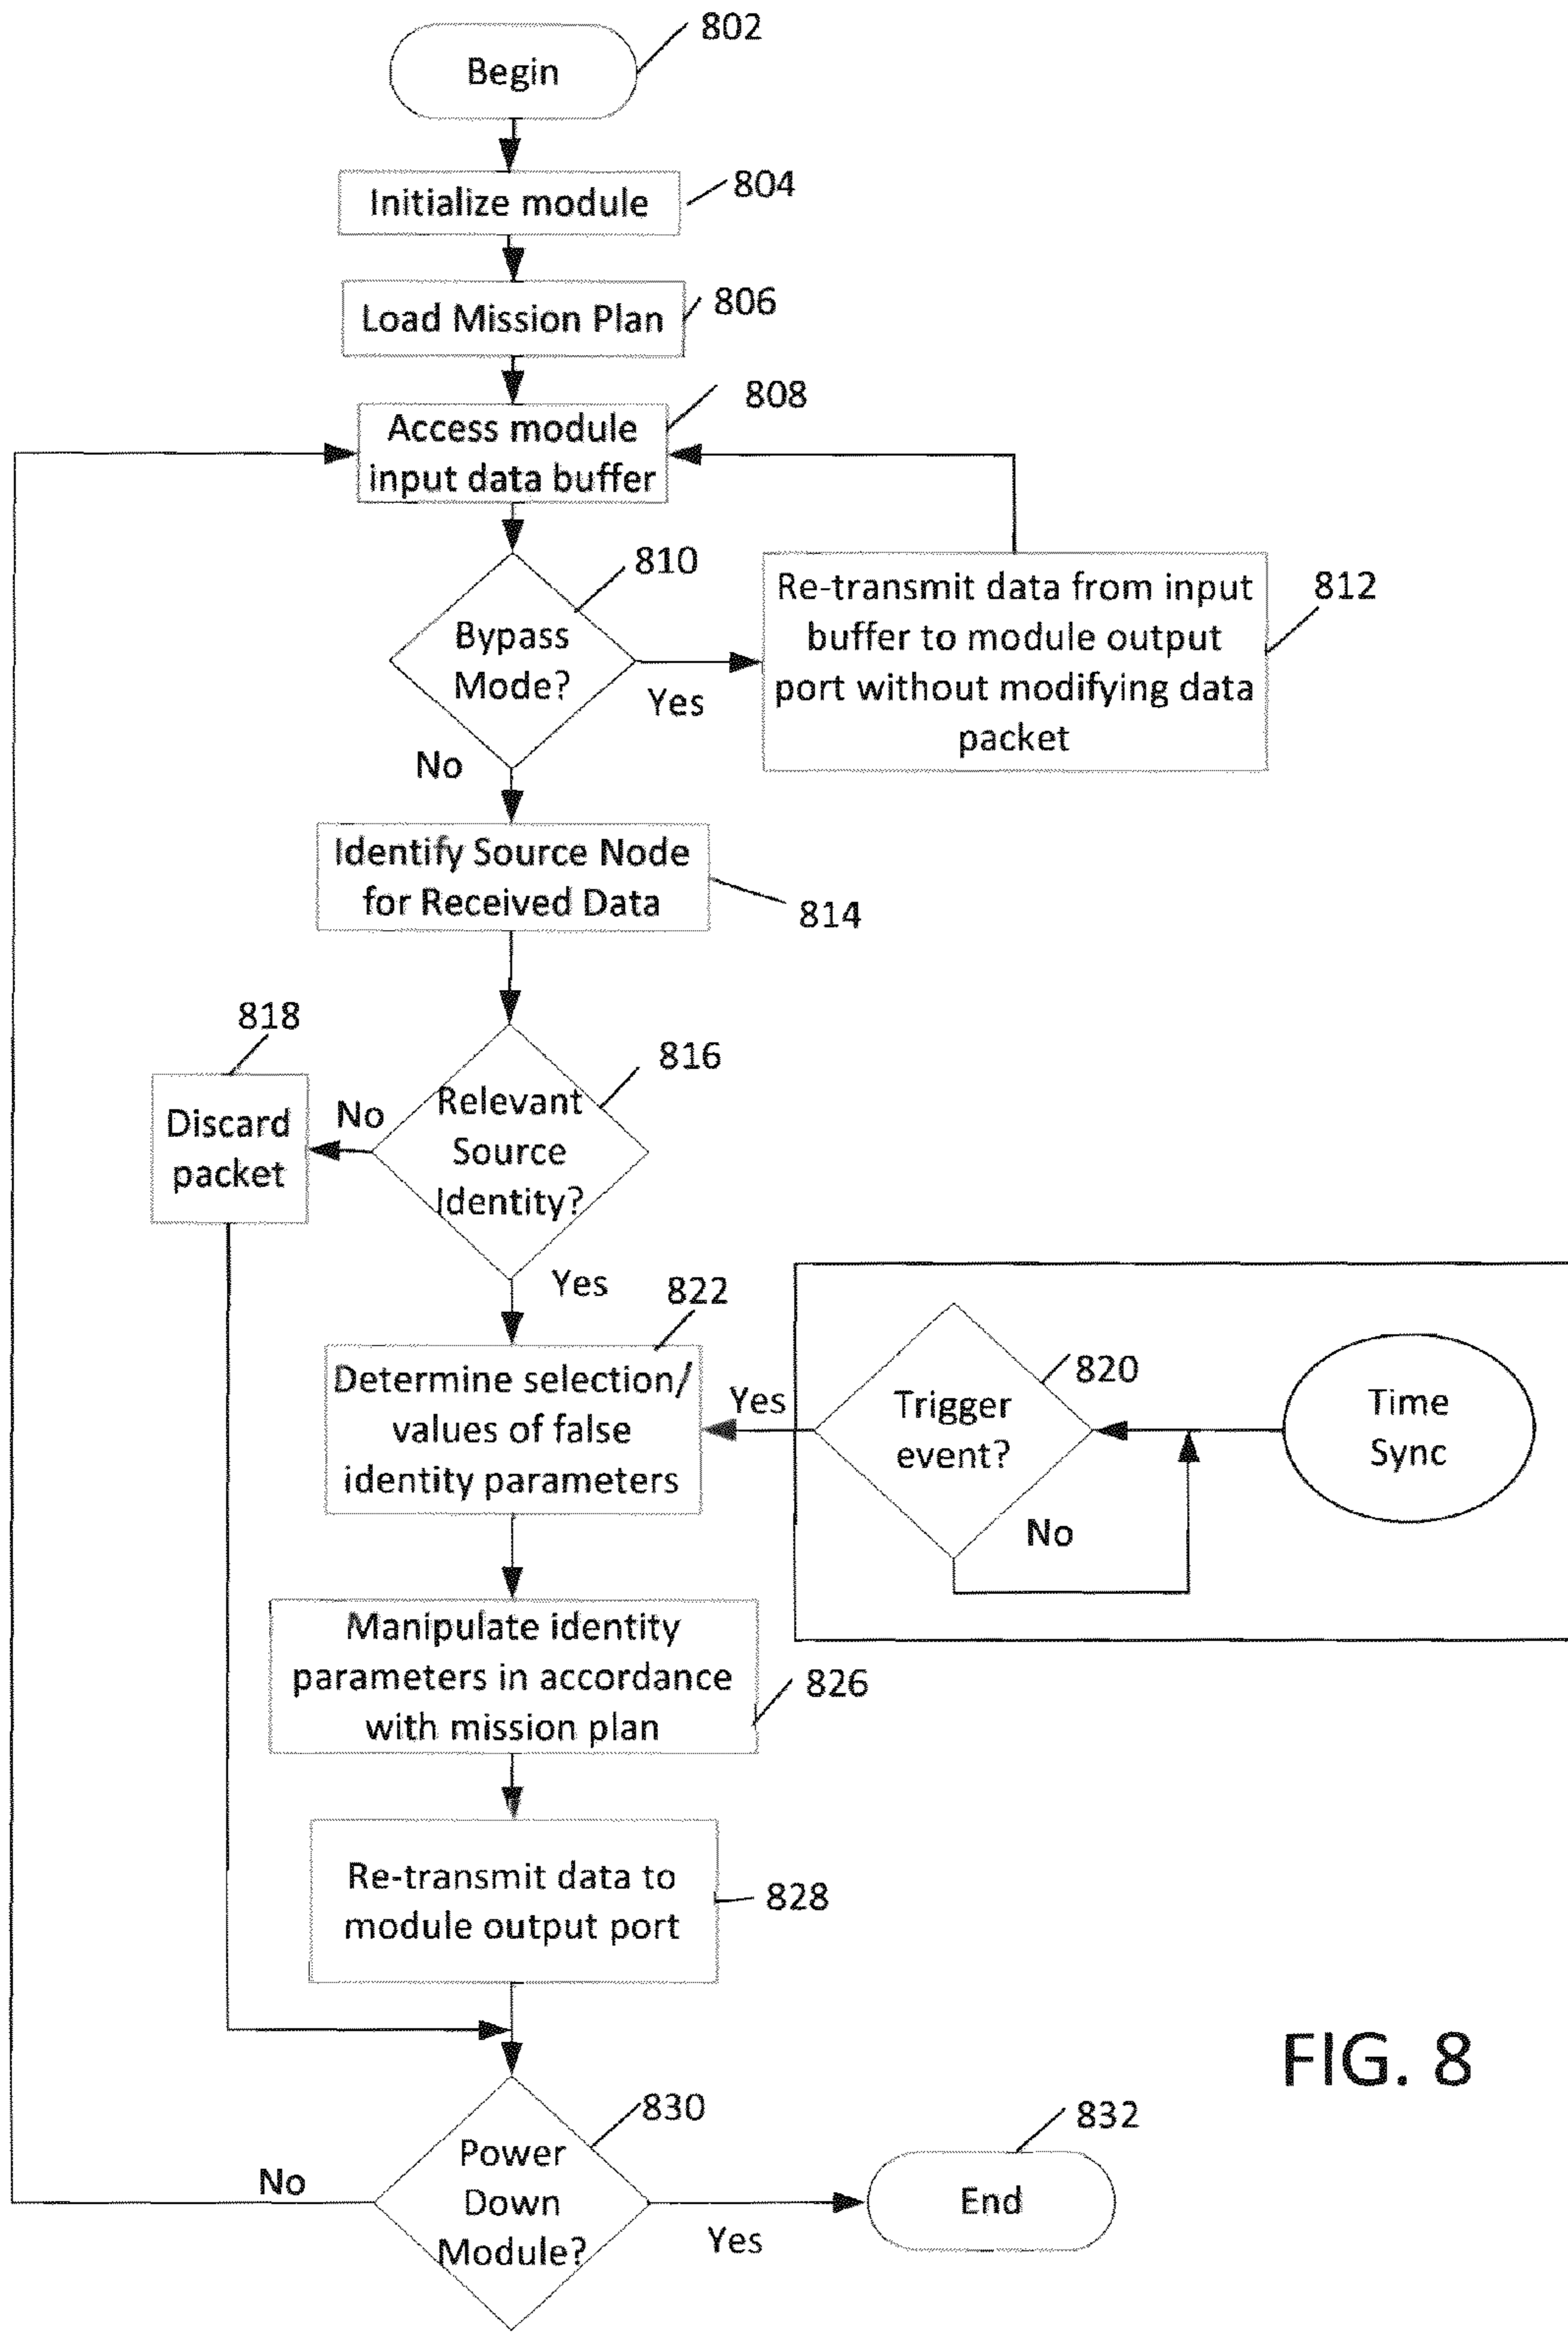 802
Begin
804
Initialize module
806
Load Mission Plan
808
Access module
input data buffer
810
Bypass
Mode?
Yes
No
Re-transmit data from input
buffer to module output
port without modifying data
packet
812
Identify Source Node
for Received Data
814
818
Discard
packet
No
816
Relevant
Source
Identity?
Yes
822
Determine selection/
values of false
identity parameters
Yes
820
Trigger
event?
No
Time
Sync
Manipulate identity
parameters in accordance
with mission plan
826
Re-transmit data to
module output port
828
830
Power
Down
Module?
No
Yes
832
End
FIG. 8